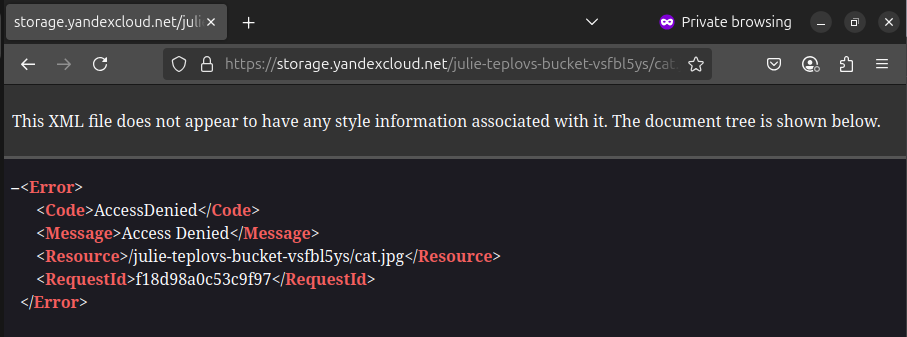 storage.yandexcloud.net/juli
Private browsing
https://storage.yandexcloud.net/julie-teplovs-bucket-vsfbl5ys/cat.
This XML file does not appear to have any style information associated with it. The document tree is shown below.
–<Error>
<Code>AccessDenied</Code>
<Message>Access Denied</Message>
<Resource>/julie-teplovs-bucket-vsfbl5ys/cat.jpg</Resource>
<RequestId>f18d98a0c53c9f97</RequestId>
</Error>